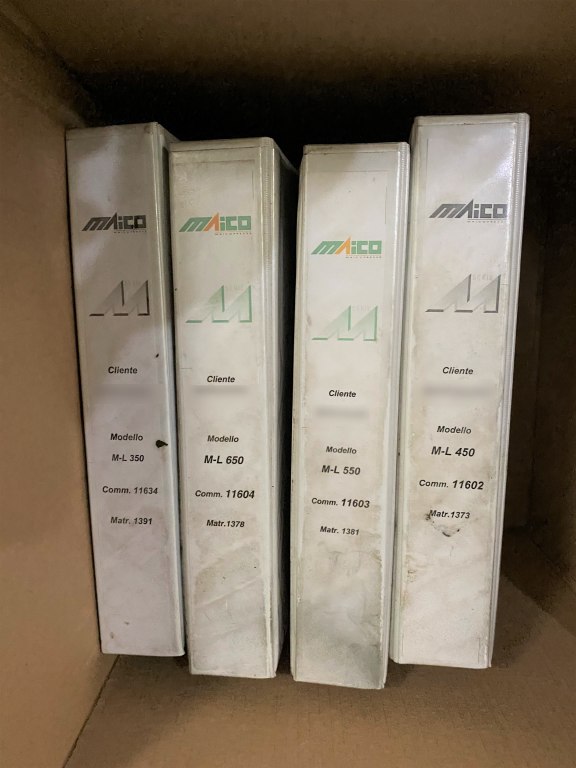 MAICO
Cliente
Modello
M-L 350
Comm. 11634
Matr.1391
MAICO
Cliente
Modello
M-L 650
Comm. 11604
Matr.1378
MAICO
Cliente
Modello
M-L 550
Comm. 11603
Matr. 1381
MAICO
Cliente
Modello
M-L 450
Comm. 11602
Matr.1373